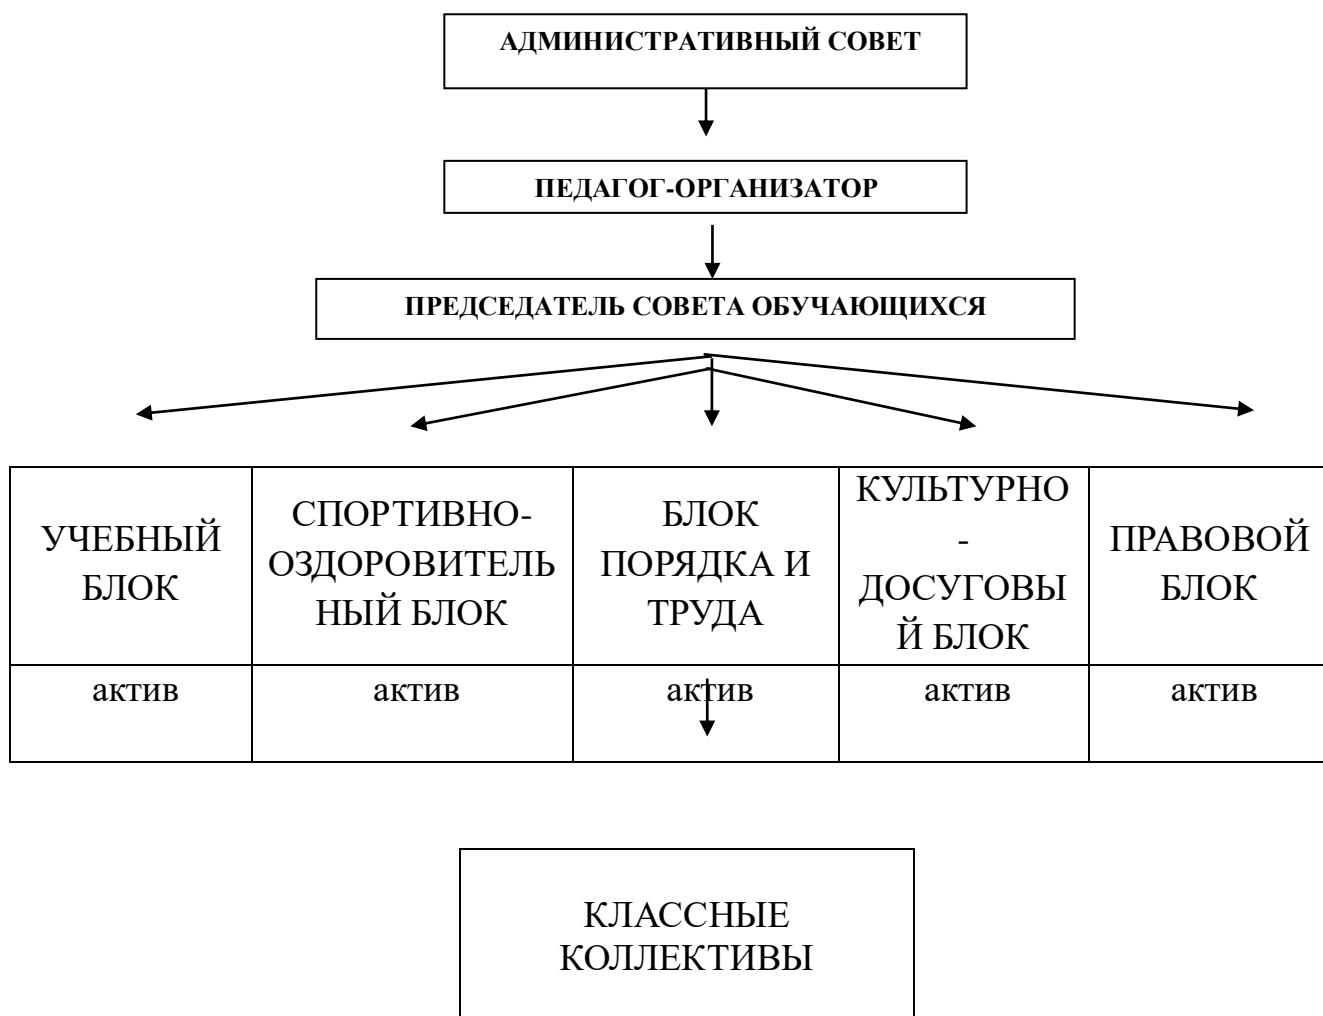 АДМИНИСТРАТИВНЫЙ СОВЕТ
ПЕДАГОГ-ОРГАНИЗАТОР
ПРЕДСЕДАТЕЛЬ СОВЕТА ОБУЧАЮЩИХСЯ
УЧЕБНЫЙ
БЛОК
СПОРТИВНО-
ОЗДОРОВИТЕЛЬ
НЫЙ БЛОК
БЛОК
ПОРЯДКА И
ТРУДА
КУЛЬТУРНО
-
ДОСУГОВЫ
Й БЛОК
ПРАВОВОЙ
БЛОК
актив
актив
актив
актив
актив
КЛАССНЫЕ
КОЛЛЕКТИВЫ